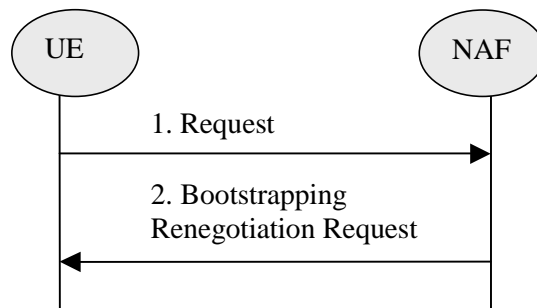 UE
NAF
1. Request
2. Bootstrapping
Renegotiation Request